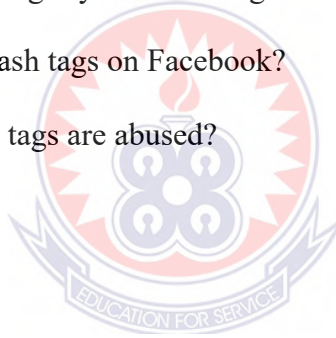 ash tags on Facebook?
tags are abused?
EDUCATION FOR SERVICE